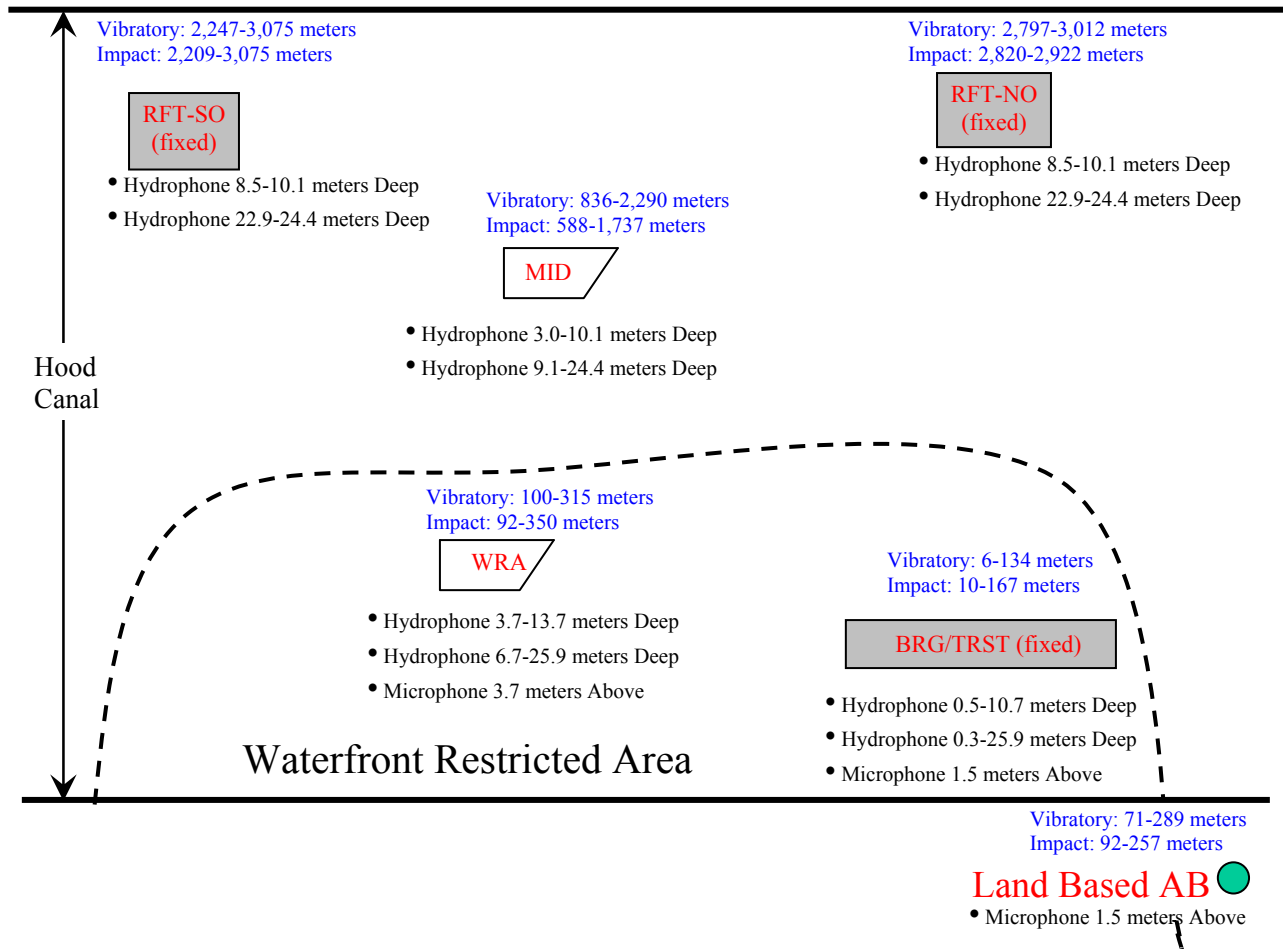 Vibratory: 2,247-3,075 meters
Impact: 2,209-3,075 meters
RFT-SO
(fixed)
• Hydrophone 8.5-10.1 meters Deep
• Hydrophone 22.9-24.4 meters Deep
Vibratory: 2,797-3,012 meters
Impact: 2,820-2,922 meters
RFT-NO
(fixed)
• Hydrophone 8.5-10.1 meters Deep
• Hydrophone 22.9-24.4 meters Deep
Vibratory: 836-2,290 meters
Impact: 588-1,737 meters
MID
• Hydrophone 3.0-10.1 meters Deep
• Hydrophone 9.1-24.4 meters Deep
Hood
Canal
Vibratory: 100-315 meters
Impact: 92-350 meters
WRA
• Hydrophone 3.7-13.7 meters Deep
• Hydrophone 6.7-25.9 meters Deep
• Microphone 3.7 meters Above
Vibratory: 6-134 meters
Impact: 10-167 meters
BRG/TRST (fixed)
• Hydrophone 0.5-10.7 meters Deep
• Hydrophone 0.3-25.9 meters Deep
• Microphone 1.5 meters Above
Waterfront Restricted Area
Vibratory: 71-289 meters
Impact: 92-257 meters
Land Based AB
• Microphone 1.5 meters Above